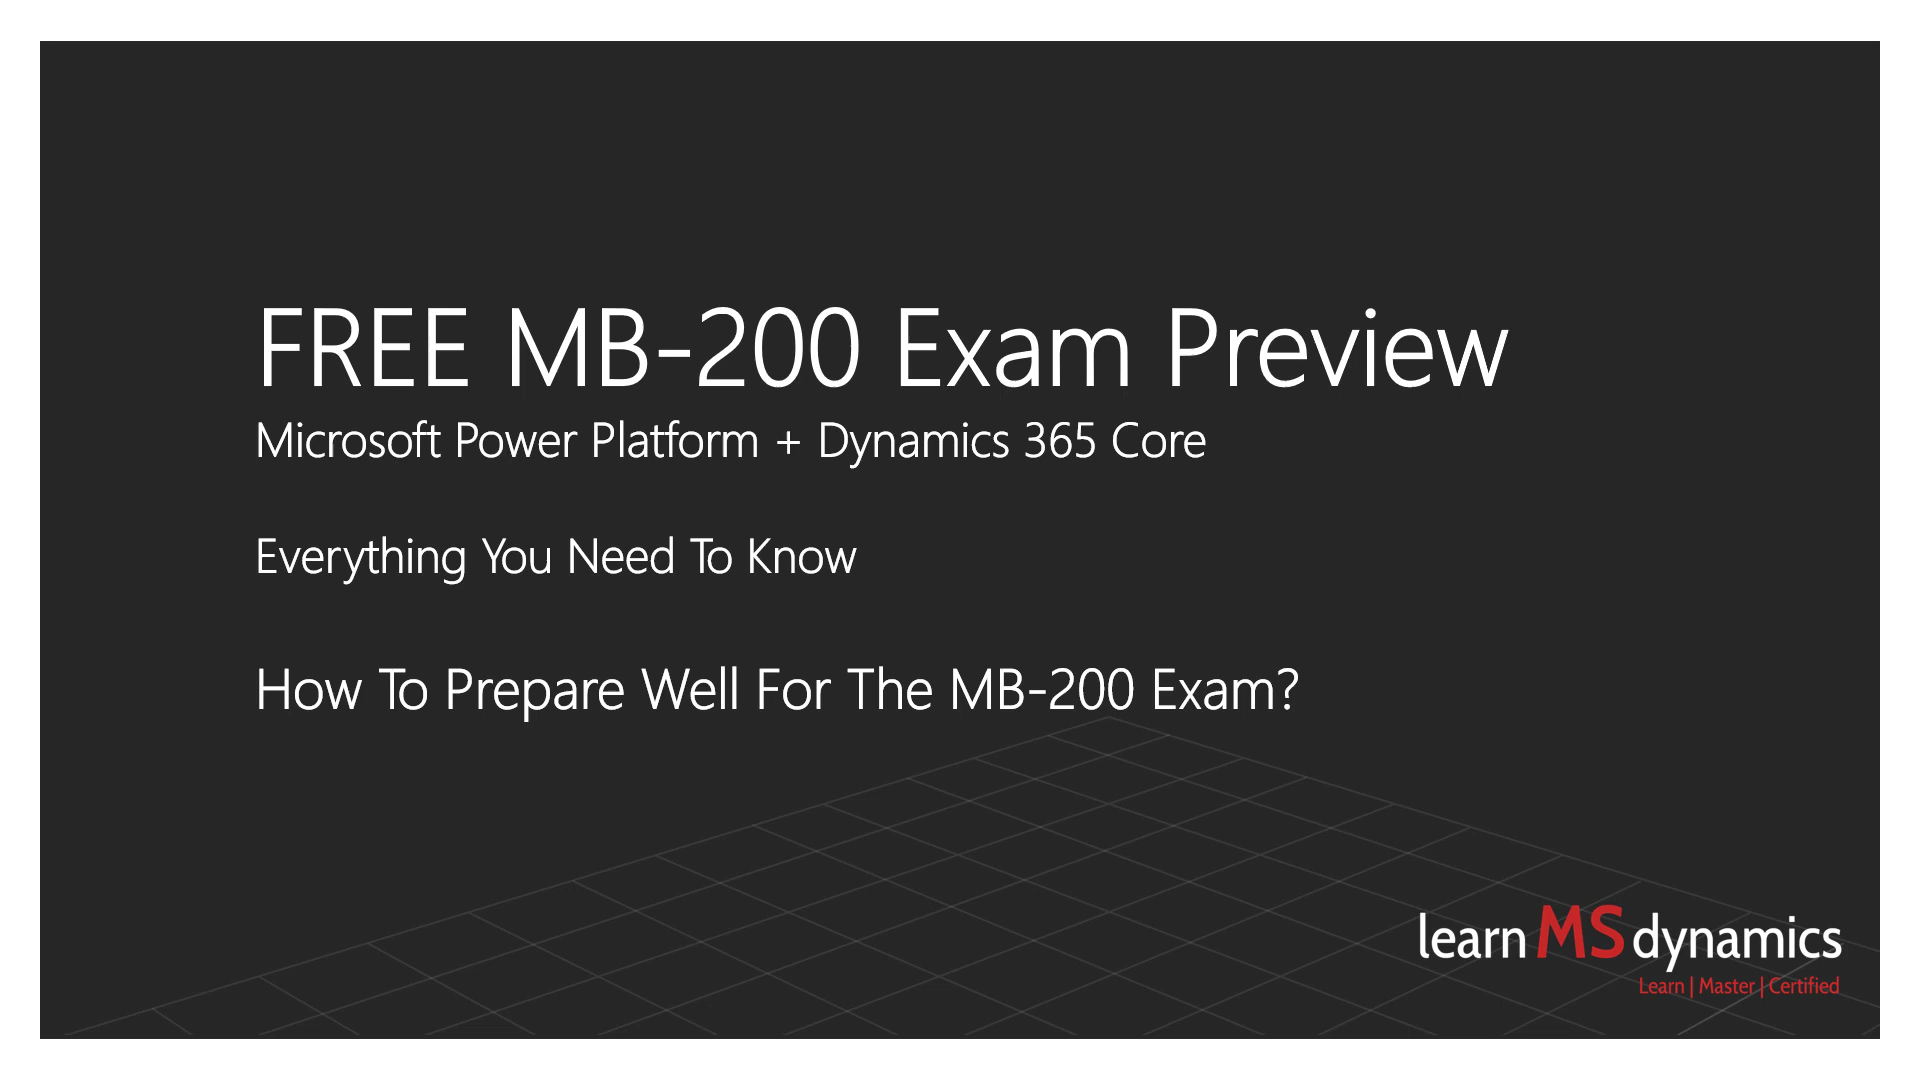 FREE MB-200 Exam Preview
Microsoft Power Platform + Dynamics 365 Core
Everything You Need To Know
How To Prepare Well For The MB-200 Exam?
learn MS dynamics
Learn | Master | Certified